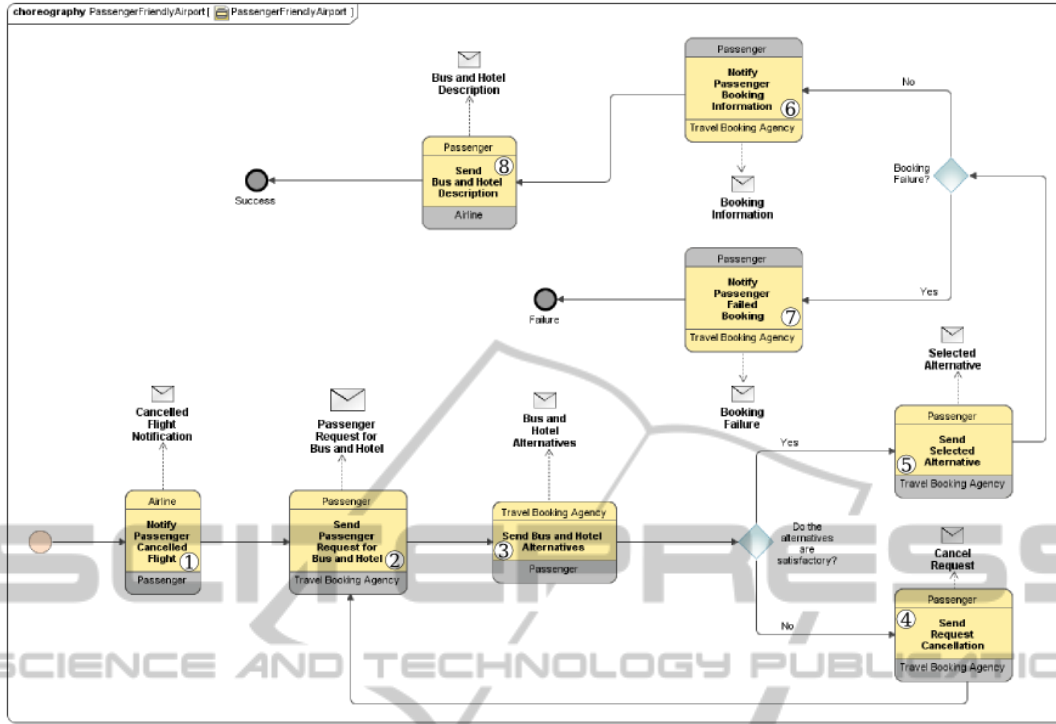 choreography PassengerFriendlyAirport[ PassengerFriendlyAirport ]
Bus and Hotel
Description
Passenger
Send
Bus and Hotel
Description
8
Airline
Success
Passenger
Notify
Passenger
Booking
Information
6
Travel Booking Agency
Booking
Information
No
Booking
Failure?
Yes
Passenger
Notify
Passenger
Failed
Booking
7
Travel Booking Agency
Booking
Failure
Failure
Cancelled
Flight
Notification
Airline
Notify
Passenger
Cancelled
Flight
1
Passenger
Passenger
Request for
Bus and Hotel
Passenger
Send
Passenger
Request for
Bus and Hotel
2
Travel Booking Agency
Bus and
Hotel
Alternatives
Travel Booking Agency
Send Bus and Hotel
Alternatives
3
Passenger
Do the
alternatives
are
satisfactory?
Yes
Selected
Alternative
Passenger
Send
Selected
Alternative
5
Travel Booking Agency
No
Cancel
Request
Passenger
4
Send
Request
Cancellation
Travel Booking Agency
SCITEPRESS
SCIENCE AND TECHNOLOGY PUBLICATIO